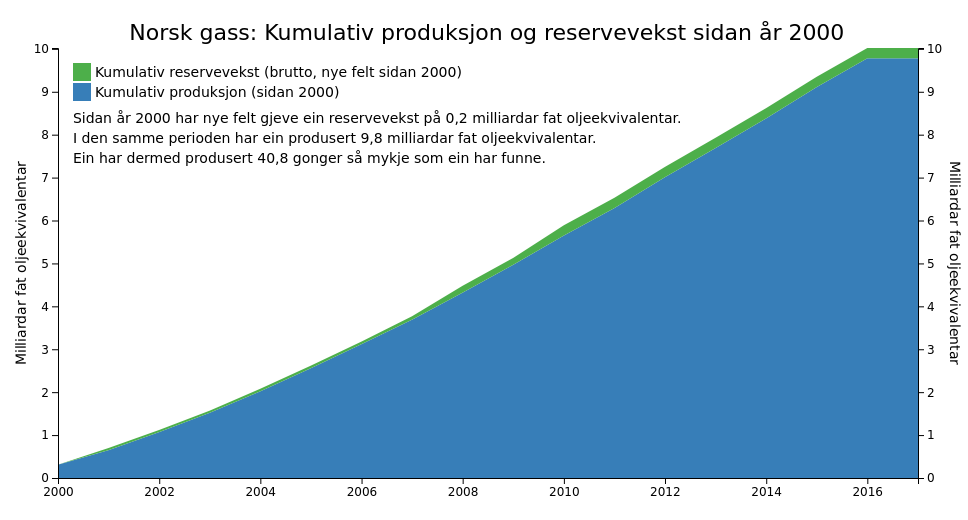 Norsk gass: Kumulativ produksjon og reservevekst sidan år 2000
Kumulativ reservevekst (brutto, nye felt sidan 2000)
Kumulativ produksjon (sidan 2000)
Sidan år 2000 har nye felt gjeve ein reservevekst på 0,2 milliardar fat oljeekvivalentar.
I den samme perioden har ein produsert 9,8 milliardar fat oljeekvivalentar.
Ein har dermed produsert 40,8 gonger så mykje som ein har funne.
Milliardar fat oljeekvivalentar
10
9
8
7
6
5
4
3
2
1
0
10
9
8
7
6
5
4
3
2
1
0
Milliardar fat oljeekvivalentar
2000 2002 2004 2006 2008 2010 2012 2014 2016